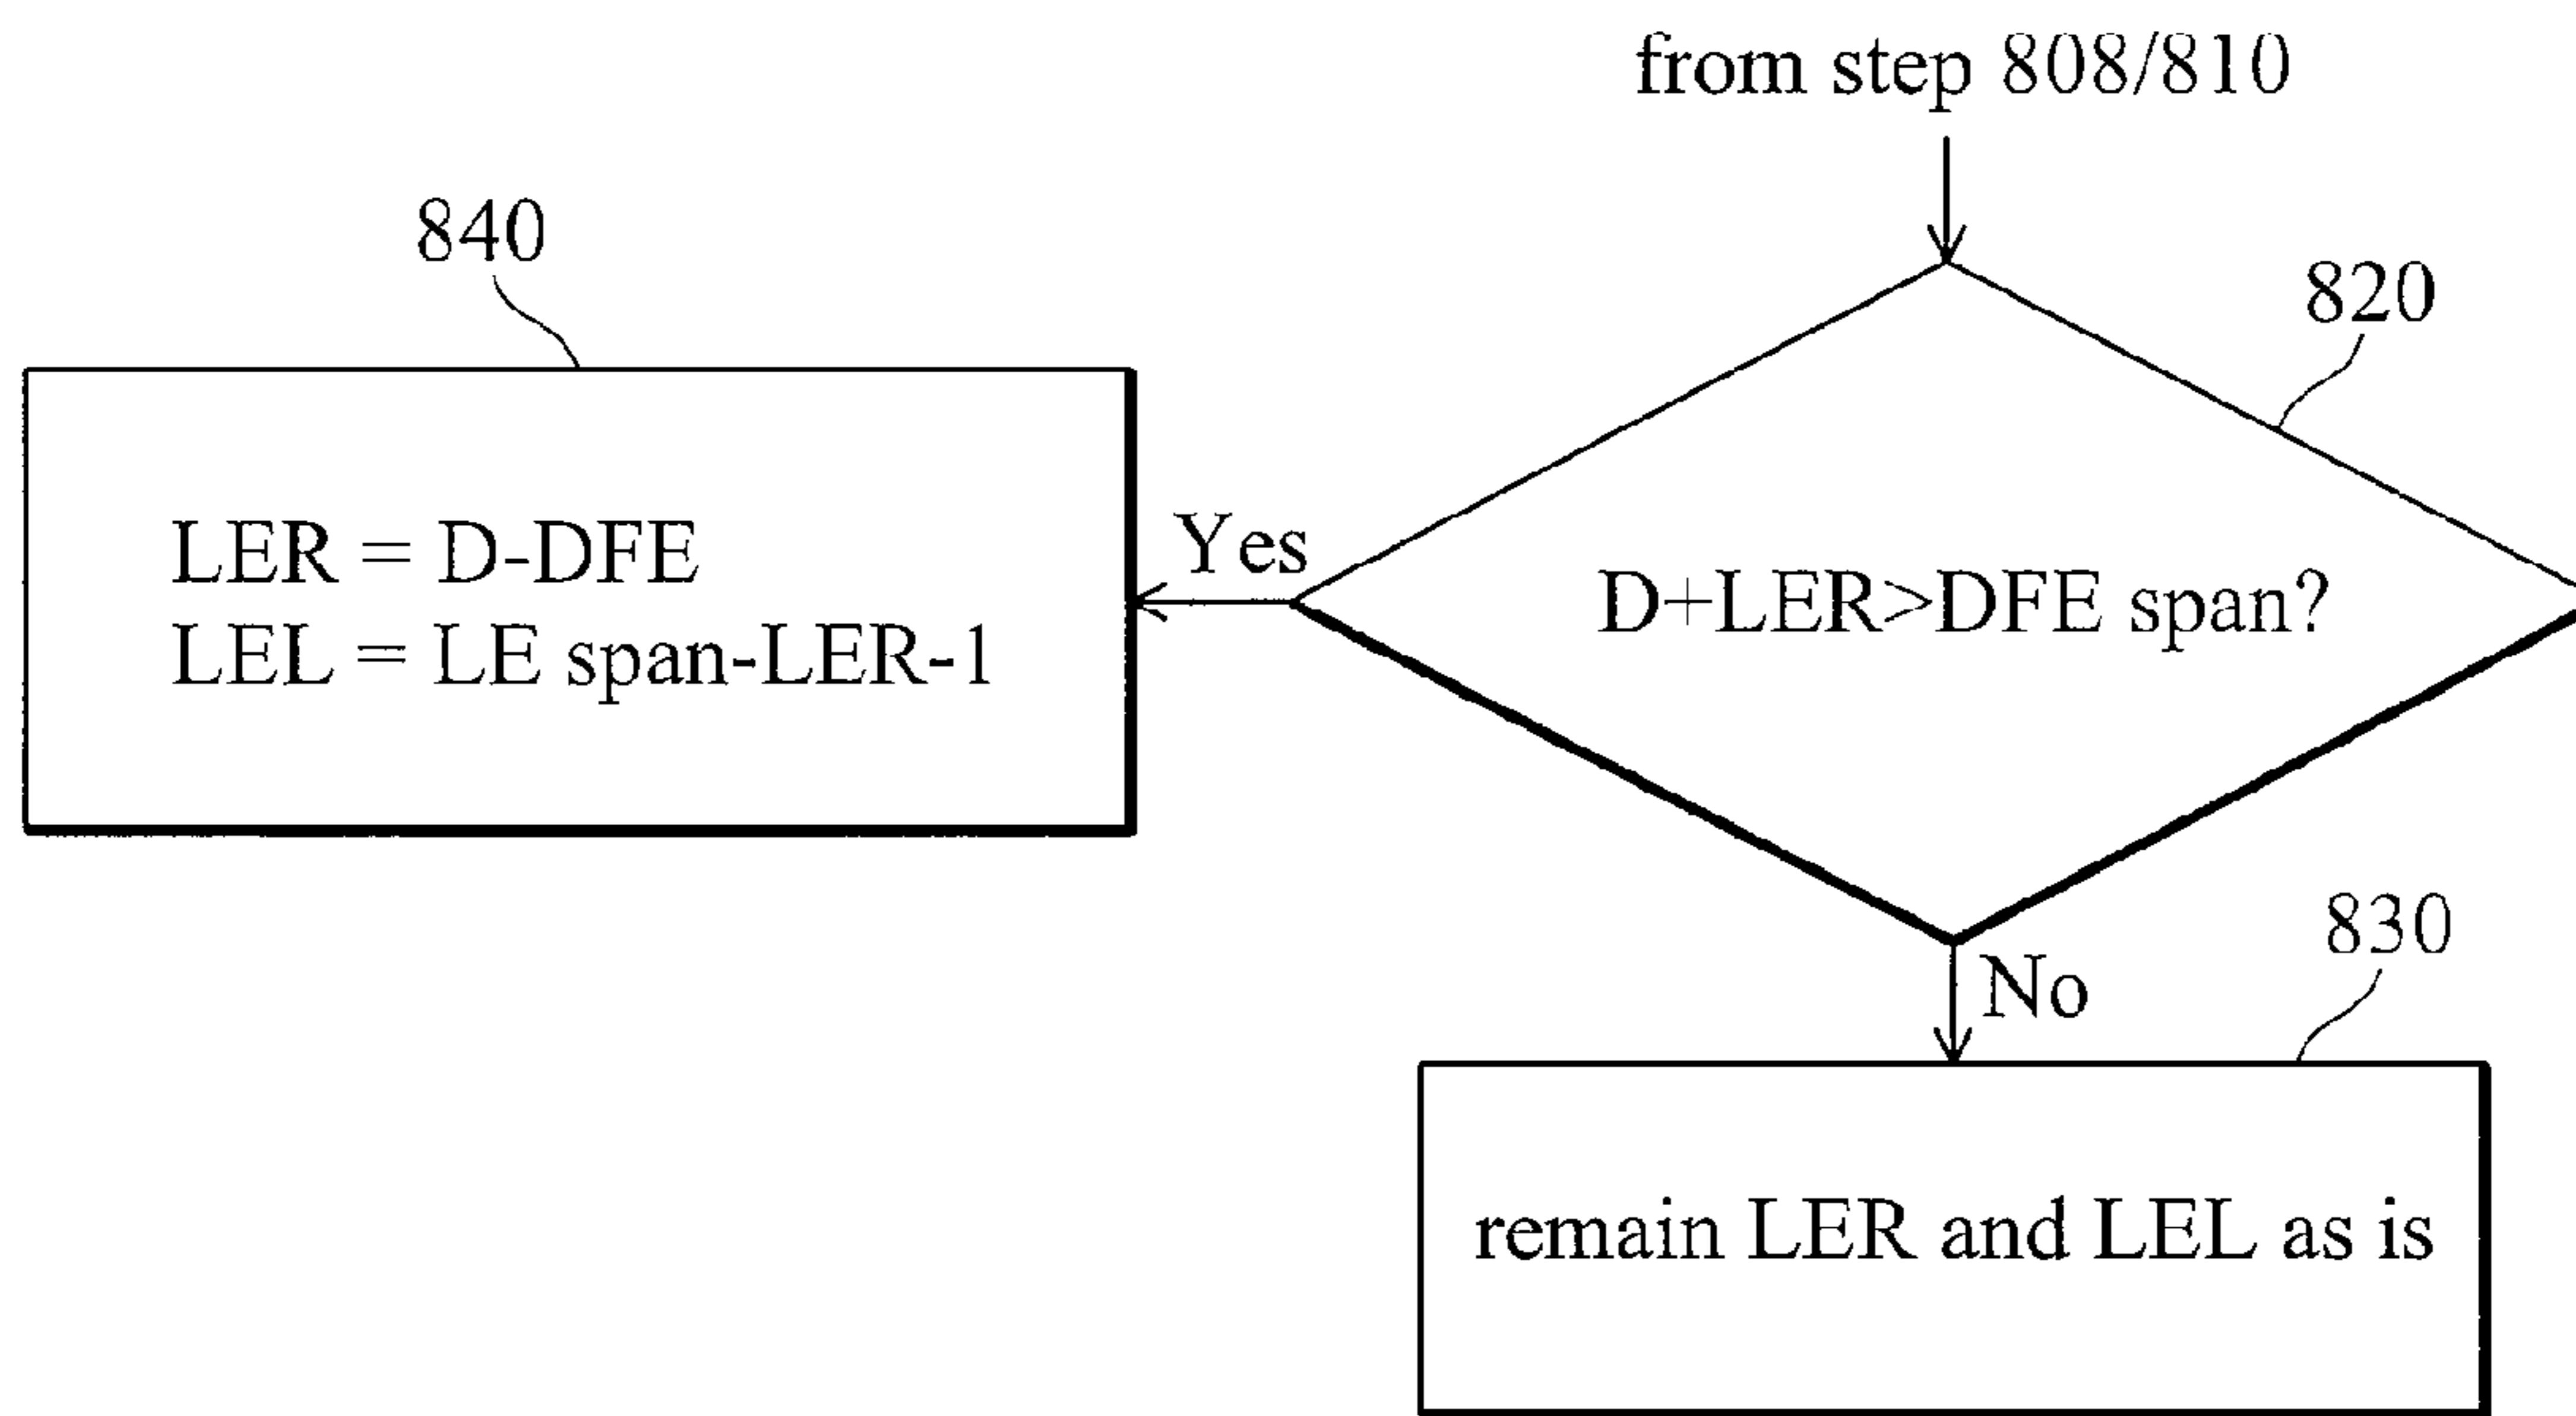 from step 808/810
840
820
LER = D-DFE
LEL = LE span-LER-1
Yes
D+LER>DFE span?
No
830
remain LER and LEL as is